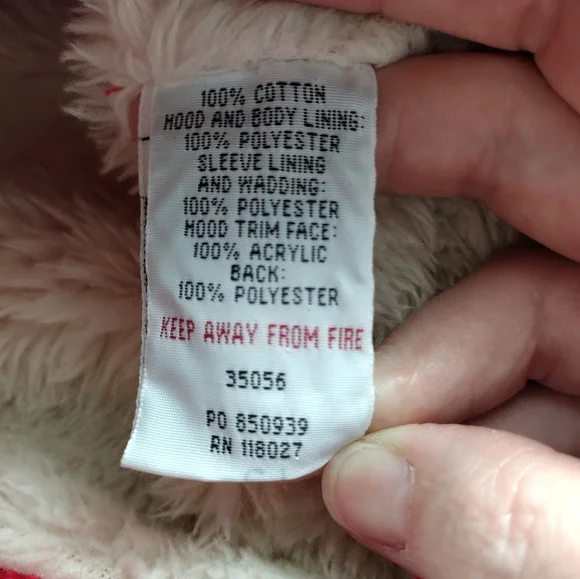 100% COTTON
HOOD AND BODY LINING:
100% POLYESTER
SLEEVE LINING
AND WADDING:
100% POLYESTER
HOOD TRIM FACE:
100% ACRYLIC
BACK:
100% POLYESTER
KEEP AWAY FROM FIRE
35056
PO 850939
RN 118027